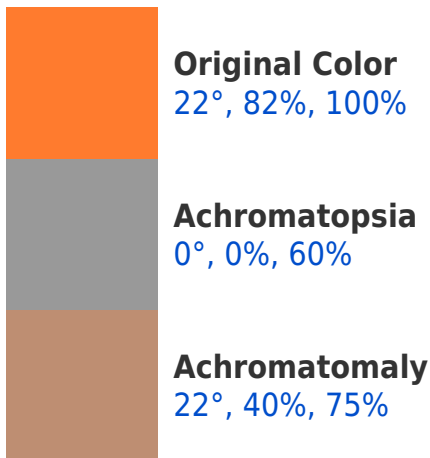 Original Color
22°, 82%, 100%
Achromatopsia
0°, 0%, 60%
Achromatomaly
22°, 40%, 75%